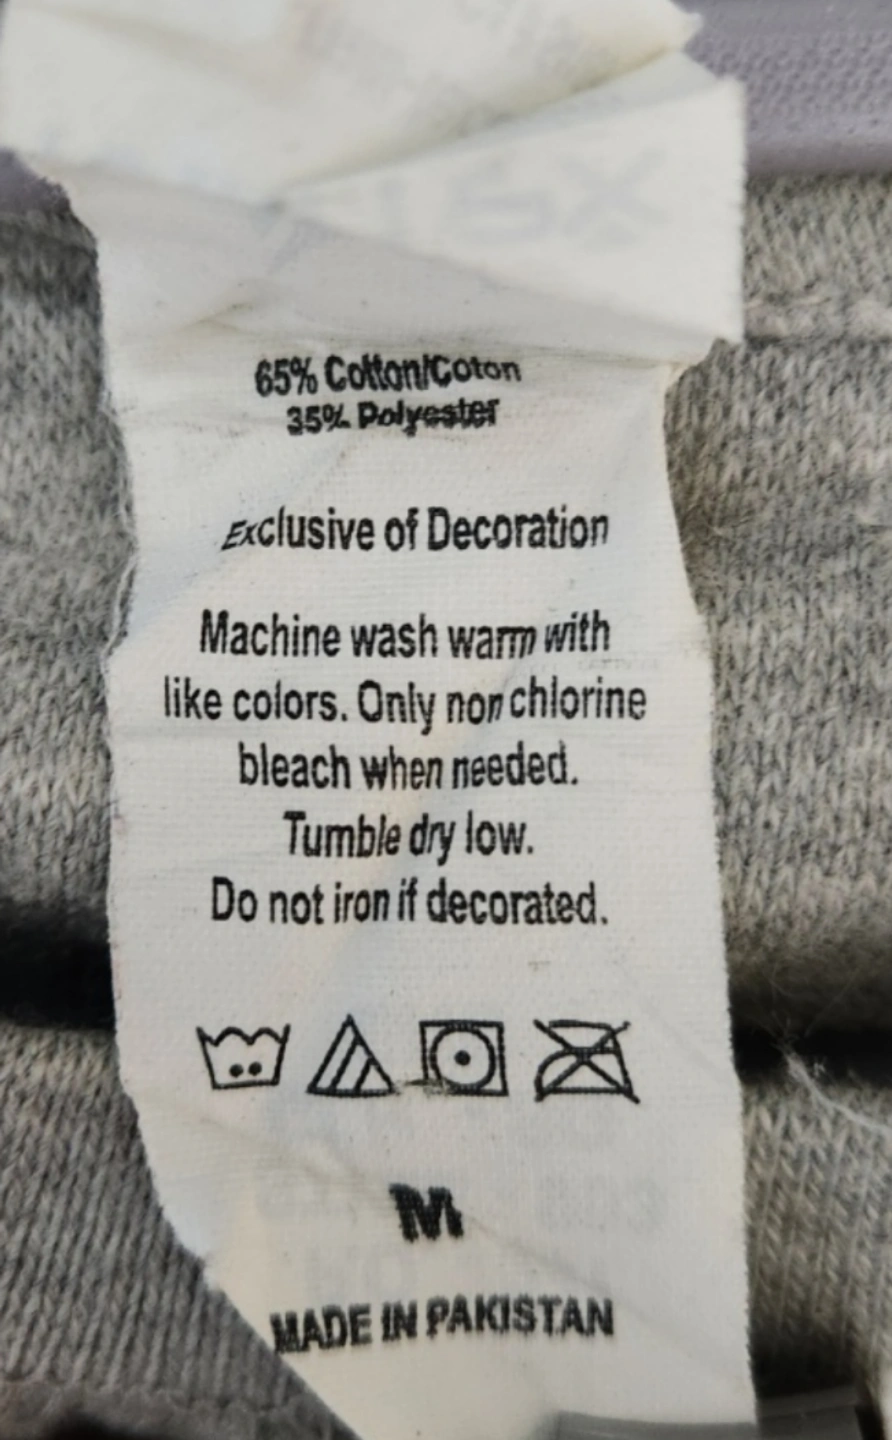 65% Cotton/Coton
35% Polyester
Exclusive of Decoration
Machine wash warm with
like colors. Only non chlorine
bleach when needed.
Tumble dry low.
Do not iron if decorated.
M
MADE IN PAKISTAN